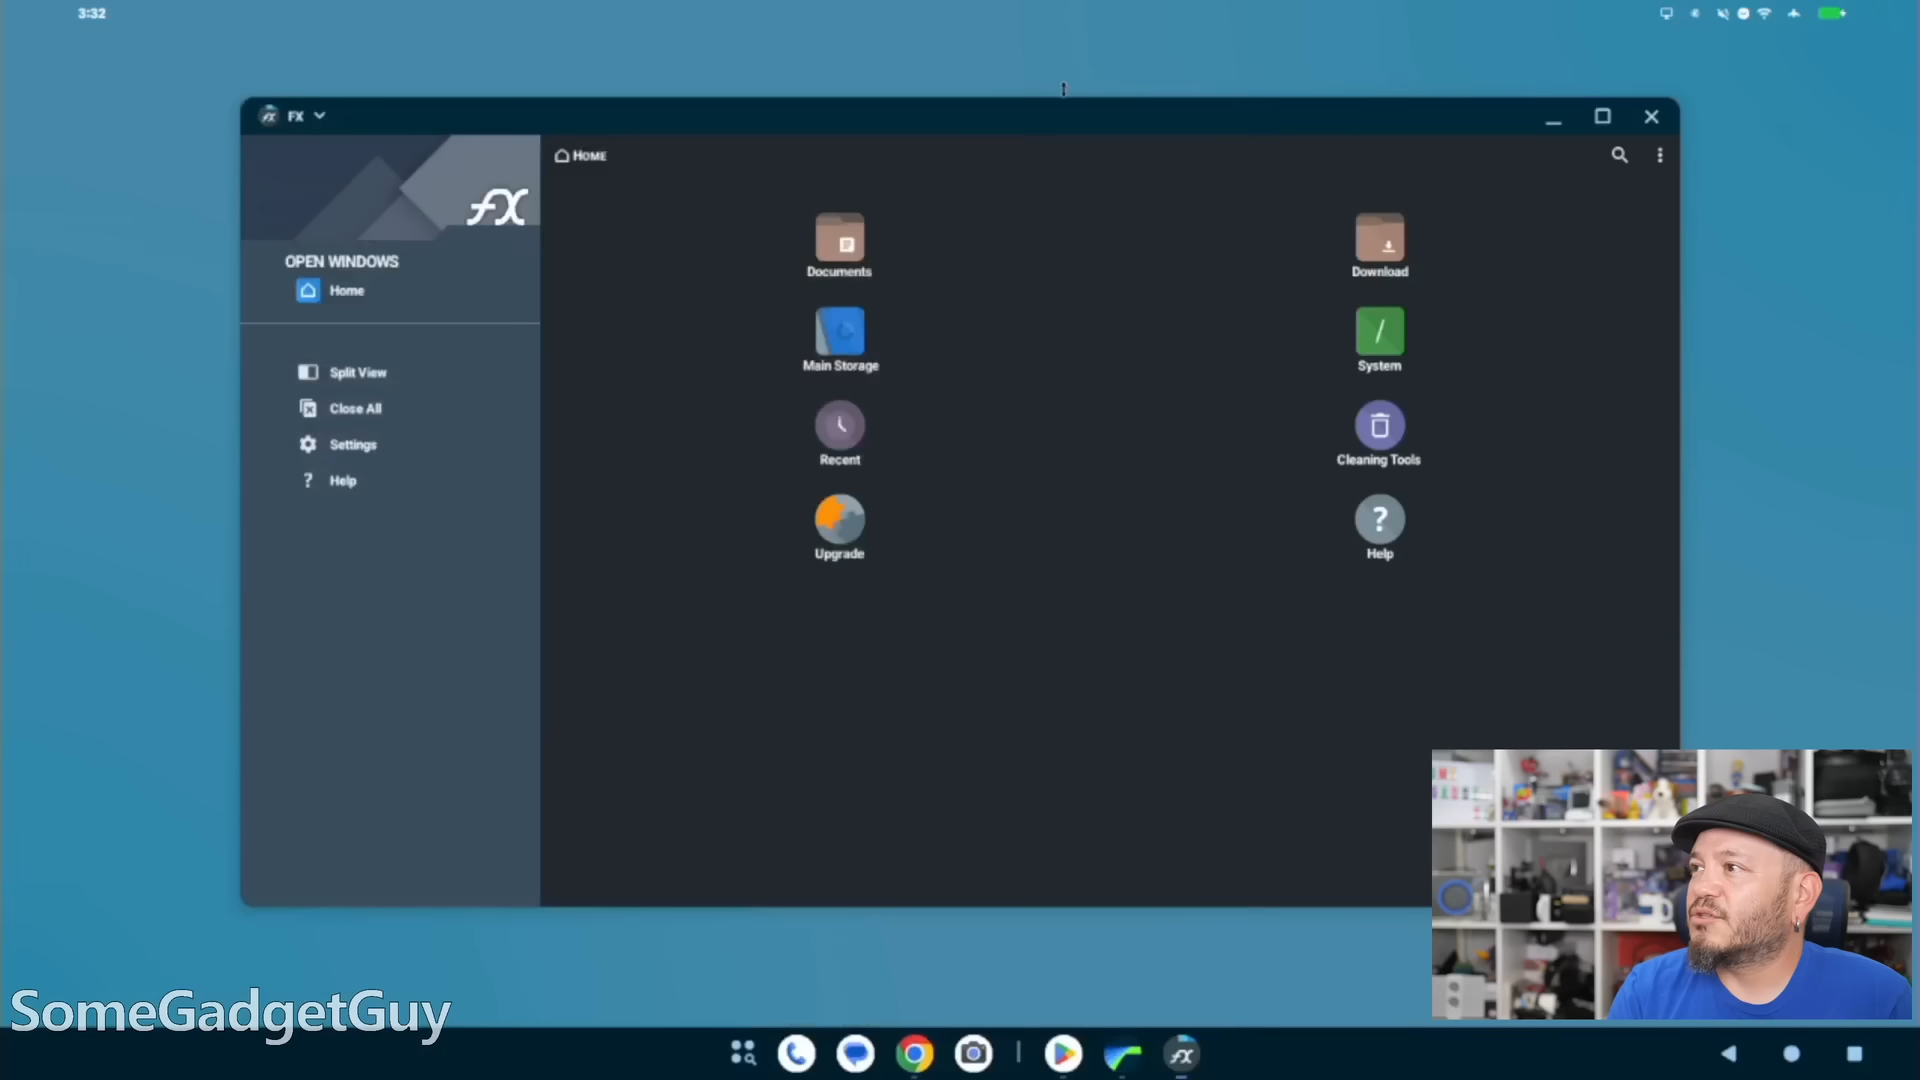 3:32
FX
HOME
fX
OPEN WINDOWS
Home
Split View
Close All
Settings
Help
Documents
Download
Main Storage
/
System
Recent
Cleaning Tools
Upgrade
?
Help
SomeGadgetGuy
fX